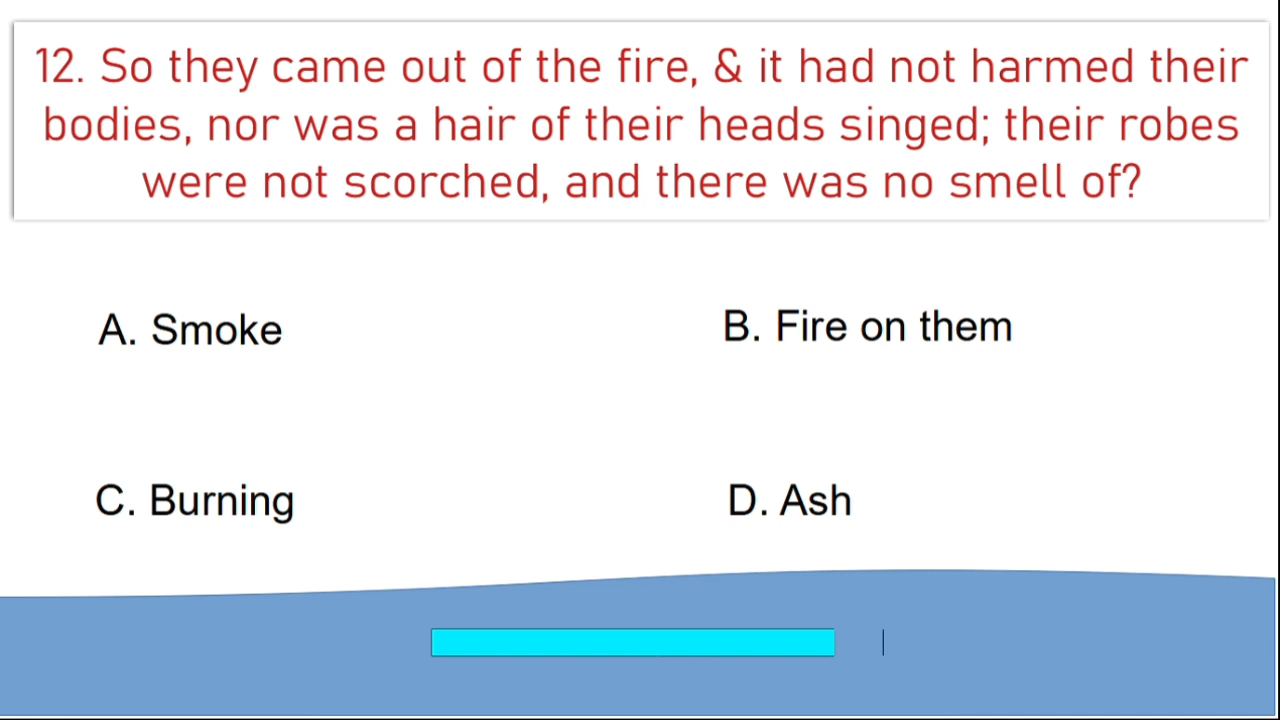 12. So they came out of the fire, & it had not harmed their
bodies, nor was a hair of their heads singed; their robes
were not scorched, and there was no smell of?
A. Smoke
B. Fire on them
C. Burning
D. Ash